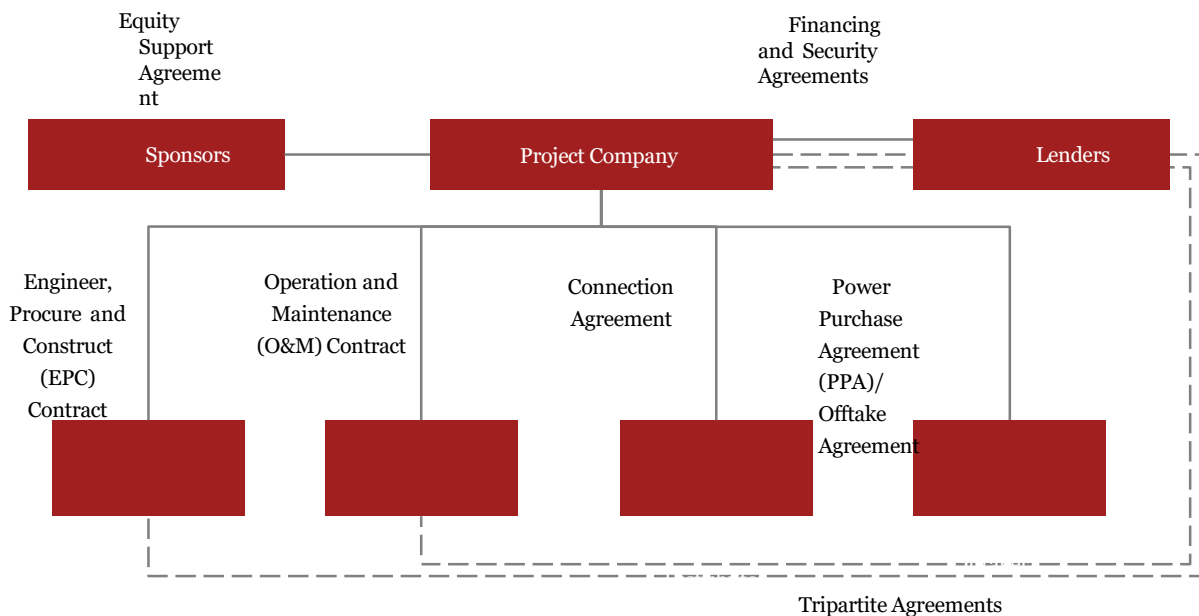 Equity
Support
Agreeme
nt
Financing
and Security
Agreements
Sponsors
Project Company
Lenders
Engineer,
Procure and
Construct
(EPC)
Contract
Operation and
Maintenance
(O&M) Contract
Connection
Agreement
Power
Purchase
Agreement
(PPA)/
Offtake
Agreement
Tripartite Agreements